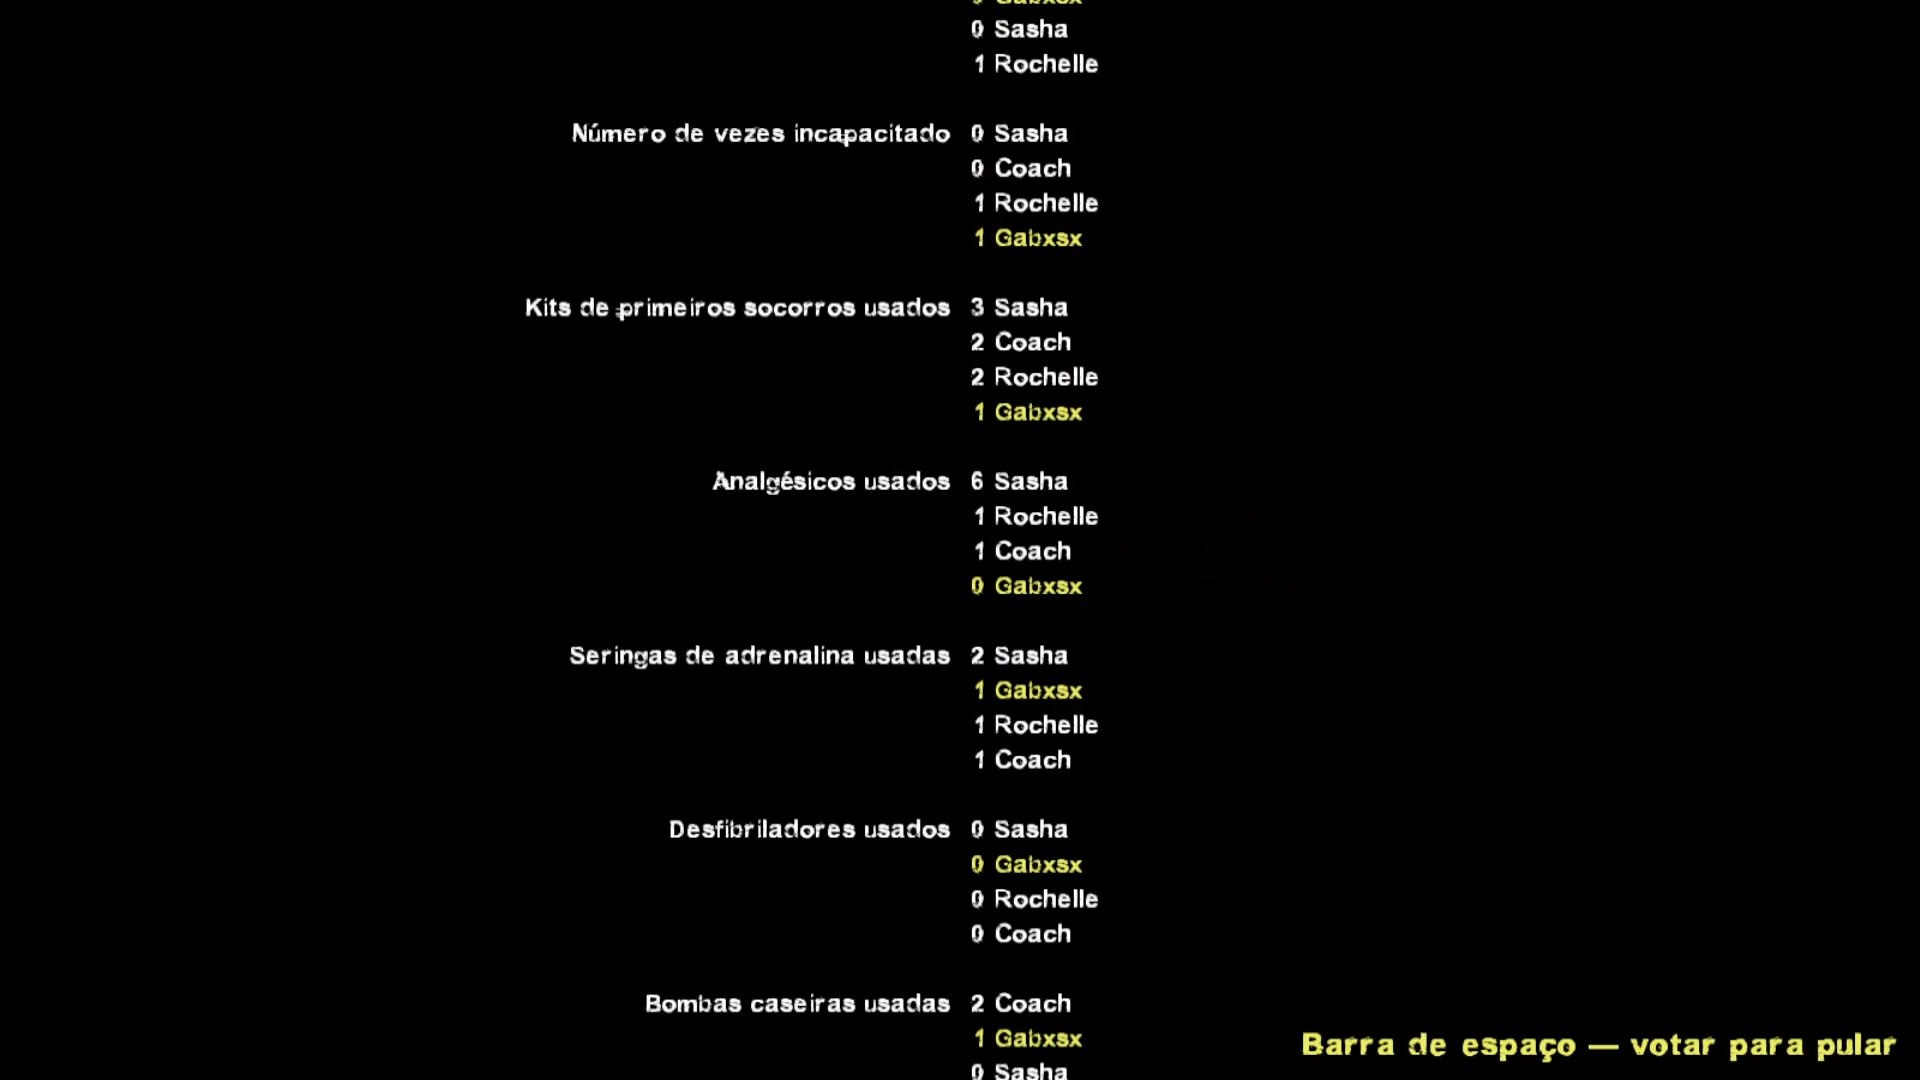 0 Gabxsx
0 Sasha
1 Rochelle
Número de vezes incapacitado 0 Sasha
0 Coach
1 Rochelle
1 Gabxsx
Kits de primeiros socorros usados 3 Sasha
2 Coach
2 Rochelle
1 Gabxsx
Analgésicos usados 6 Sasha
1 Rochelle
1 Coach
0 Gabxsx
Seringas de adrenalina usadas 2 Sasha
1 Gabxsx
1 Rochelle
1 Coach
Desfibriladores usados 0 Sasha
0 Gabxsx
0 Rochelle
0 Coach
Bombas caseiras usadas 2 Coach
1 Gabxsx
0 Sasha
Barra de espaço — votar para pular